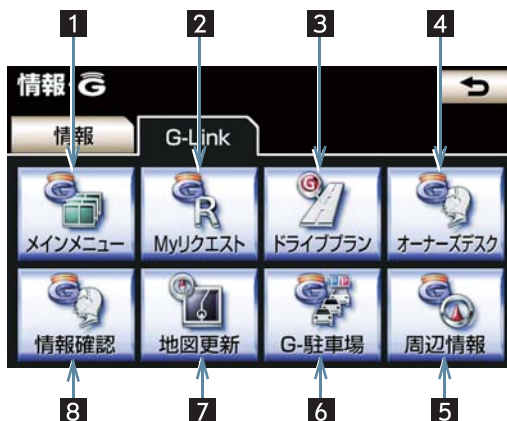 1 2 3 4
情報 G
情報 G-Link
メインメニュー Myリクエスト ドライブプラン オーナーズデスク
情報確認 地図更新 G-駐車場 周辺情報
8 7 6 5